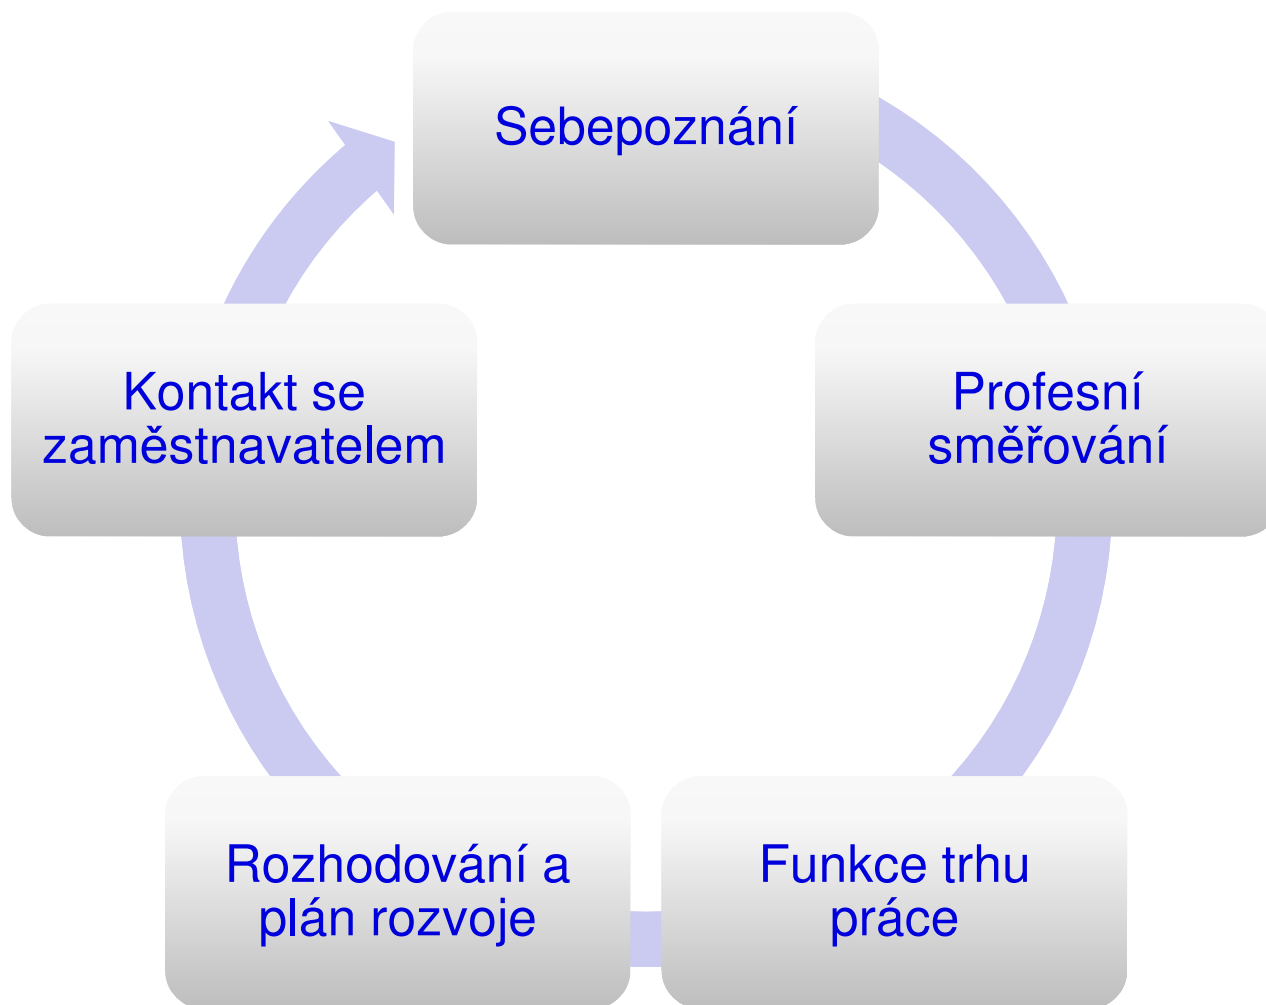 Sebepoznání
Profesní
směřování
Funkce trhu
práce
Rozhodování a
plán rozvoje
Kontakt se
zaměstnavatelem